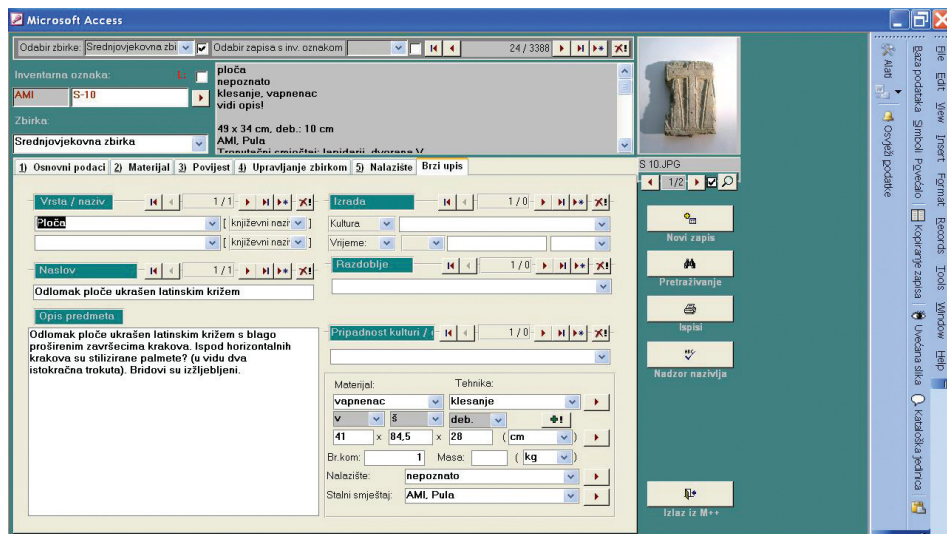 Microsoft Access
Odabir zbirke: Srednjovjekovna zbi Odabir zapisa s inv. oznakom 24 / 3388
Inventarna oznaka: L:
AMI S-10
Zbirka:
Srednjovjekovna zbirka
ploča
nepoznato
klesanje, vapnenac
vidi opis!
49 x 34 cm, deb.: 10 cm
AMI, Pula
S 10.JPG
1/2
1) Osnovni podaci 2) Materijal 3) Povijest 4) Upravljanje zbirkom 5) Nalazište Brzi upis
Vrsta / naziv 1 / 1
Ploča [ književni nazi ]
[ književni nazi ]
Naslov 1 / 1
Odlomak ploče ukrašen latinskim križem
Opis predmeta
Odlomak ploče ukrašen latinskim križem s blago
proširenim završecima krakova. Ispod horizontalnih
krakova su stilizirane palmete? (u vidu dva
istokračna trokuta). Bridovi su izžljebljeni.
Izrada 1 / 0
Kultura
Vrijeme:
Razdoblje 1 / 0
Pripadnost kulturi / 1 / 0
Materijal: Tehnika:
vapnenac klesanje
v š deb.
41 x 84,5 x 28 ( cm )
Br.kom: 1 Masa: ( kg )
Nalazište: nepoznato
Stalni smještaj: AMI, Pula
Novi zapis
Pretraživanje
Ispisi
Nadzor nazivlja
Izlaz iz M++
File Edit View Insert Format Records Tools Window Help
Baza podataka Simboli Povećalo Kopiranje zapisa Uvećana slika Kataloška jedinica
Alati Osvježi podatke